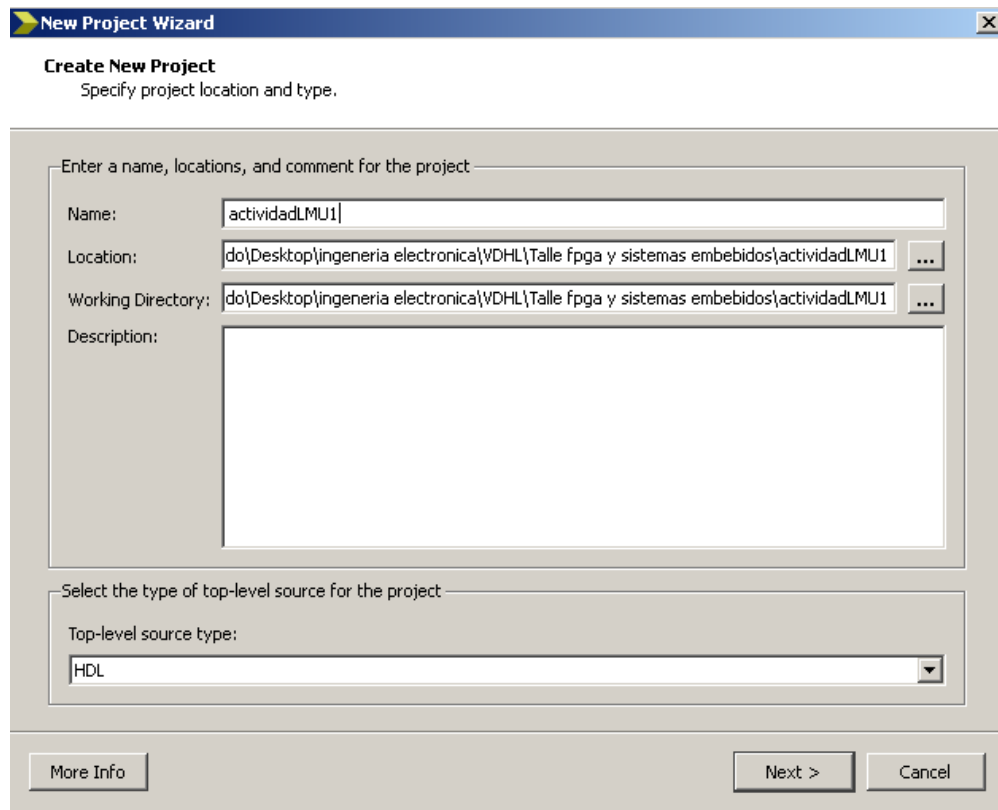 New Project Wizard
Create New Project
Specify project location and type.
Enter a name, locations, and comment for the project
Name: actividadLMU1
Location: do\Desktop\ingeneria electronica\VDHL\Talle fpga y sistemas embebidos\actividadLMU1 ...
Working Directory: do\Desktop\ingeneria electronica\VDHL\Talle fpga y sistemas embebidos\actividadLMU1 ...
Description:
Select the type of top-level source for the project
Top-level source type:
HDL
More Info Next > Cancel